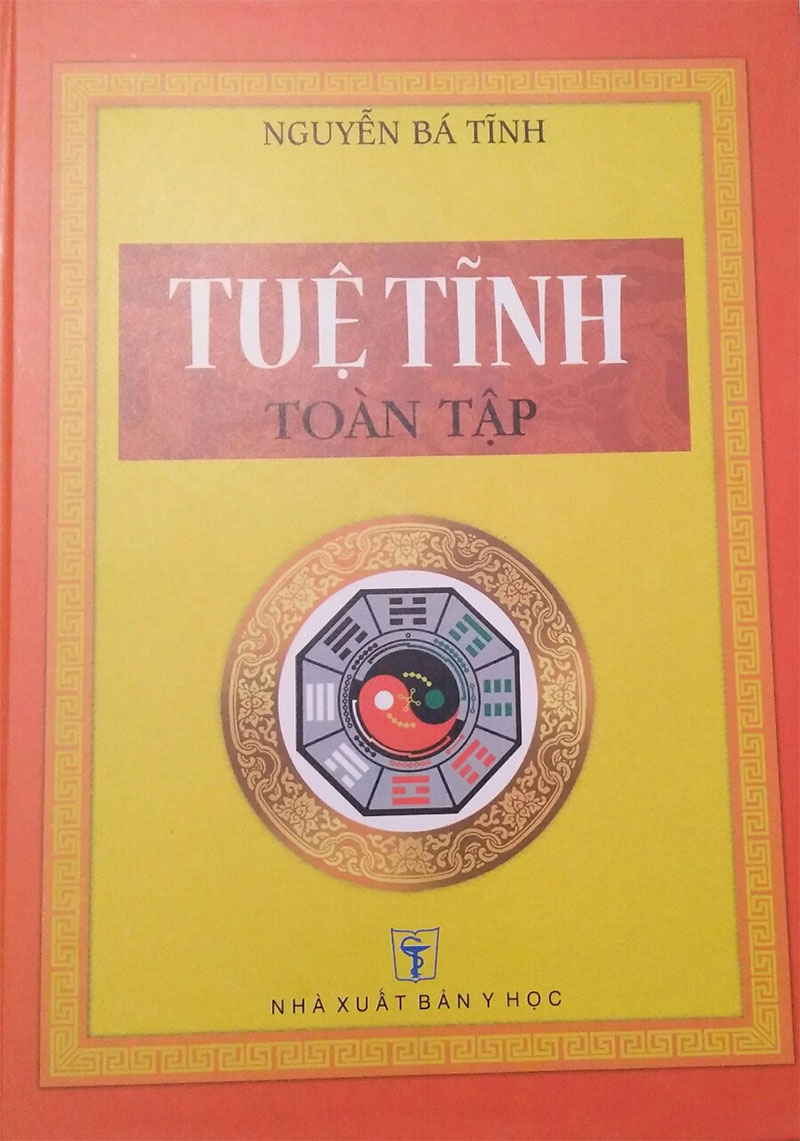 NGUYỄN BÁ TĨNH
TUỆ TĨNH
TOÀN TẬP
NHÀ XUẤT BẢN Y HỌC